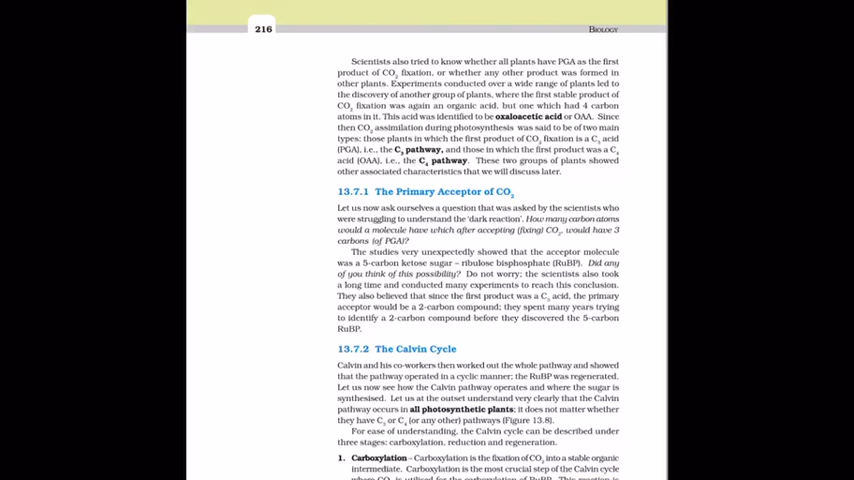 216
BIOLOGY
Scientists also tried to know whether all plants have PGA as the first
product of CO₂ fixation, or whether any other product was formed in
other plants. Experiments conducted over a wide range of plants led to
the discovery of another group of plants, where the first stable product of
CO₂ fixation was again an organic acid, but one which had 4 carbon
atoms in it. This acid was identified to be oxaloacetic acid or OAA. Since
then CO₂ assimilation during photosynthesis was said to be of two main
types: those plants in which the first product of CO₂ fixation is a C₃ acid
(PGA), i.e., the C₃ pathway, and those in which the first product was a C₄
acid (OAA), i.e., the C₄ pathway. These two groups of plants showed
other associated characteristics that we will discuss later.
13.7.1 The Primary Acceptor of CO₂
Let us now ask ourselves a question that was asked by the scientists who
were struggling to understand the 'dark reaction'. How many carbon atoms
would a molecule have which after accepting (fixing) CO₂, would have 3
carbons (of PGA)?
The studies very unexpectedly showed that the acceptor molecule
was a 5-carbon ketose sugar – ribulose bisphosphate (RuBP). Did any
of you think of this possibility? Do not worry; the scientists also took
a long time and conducted many experiments to reach this conclusion.
They also believed that since the first product was a C₃ acid, the primary
acceptor would be a 2-carbon compound; they spent many years trying
to identify a 2-carbon compound before they discovered the 5-carbon
RuBP.
13.7.2 The Calvin Cycle
Calvin and his co-workers then worked out the whole pathway and showed
that the pathway operated in a cyclic manner; the RuBP was regenerated.
Let us now see how the Calvin pathway operates and where the sugar is
synthesised. Let us at the outset understand very clearly that the Calvin
pathway occurs in all photosynthetic plants; it does not matter whether
they have C₃ or C₄ (or any other) pathways (Figure 13.8).
For ease of understanding, the Calvin cycle can be described under
three stages: carboxylation, reduction and regeneration.
1. Carboxylation – Carboxylation is the fixation of CO₂ into a stable organic
intermediate. Carboxylation is the most crucial step of the Calvin cycle
where CO₂ is utilised for the carboxylation of RuBP. This reaction is